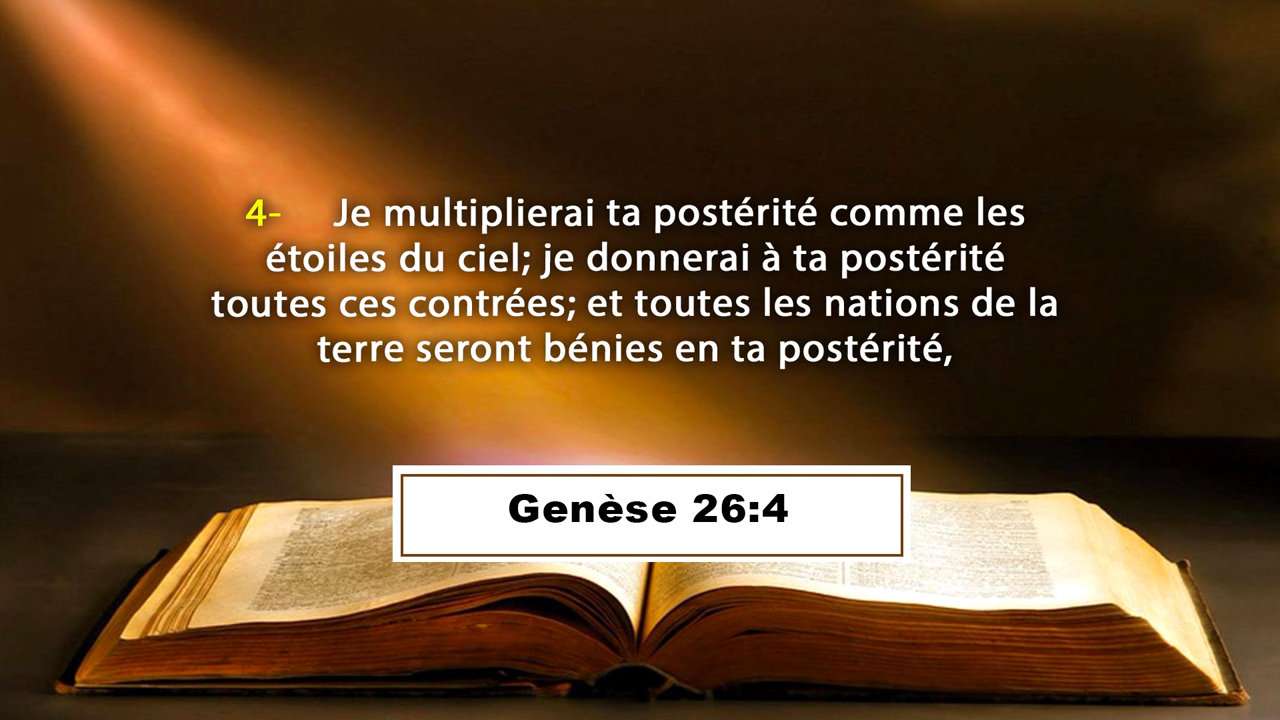 4- Je multiplierai ta postérité comme les
étoiles du ciel; je donnerai à ta postérité
toutes ces contrées; et toutes les nations de la
terre seront bénies en ta postérité,
Genèse 26:4